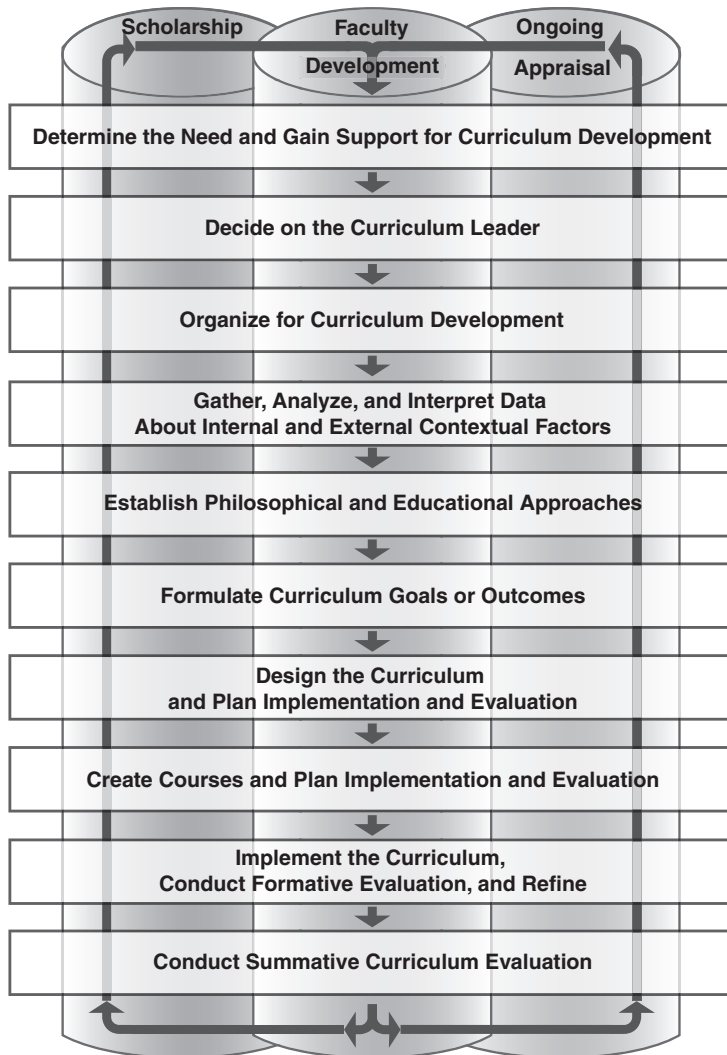 Scholarship
Faculty
Development
Ongoing
Appraisal
Determine the Need and Gain Support for Curriculum Development
Decide on the Curriculum Leader
Organize for Curriculum Development
Gather, Analyze, and Interpret Data
About Internal and External Contextual Factors
Establish Philosophical and Educational Approaches
Formulate Curriculum Goals or Outcomes
Design the Curriculum
and Plan Implementation and Evaluation
Create Courses and Plan Implementation and Evaluation
Implement the Curriculum,
Conduct Formative Evaluation, and Refine
Conduct Summative Curriculum Evaluation